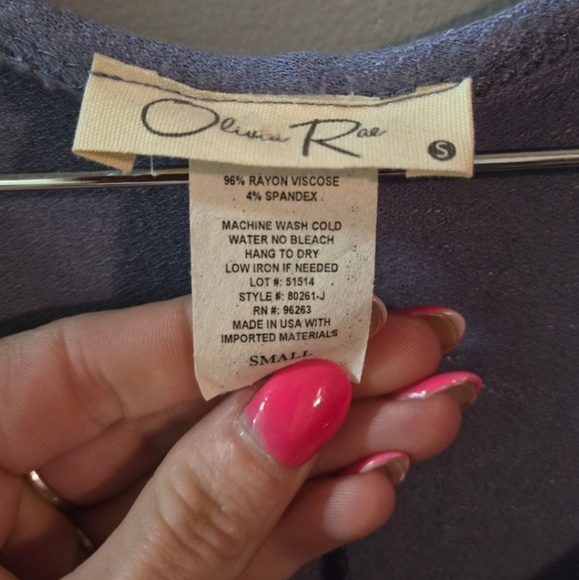 Olivia Rae
S
96% RAYON VISCOSE
4% SPANDEX
MACHINE WASH COLD
WATER NO BLEACH
HANG TO DRY
LOW IRON IF NEEDED
LOT #: 51514
STYLE #: 80261-J
RN #: 96263
MADE IN USA WITH
IMPORTED MATERIALS
SMALL